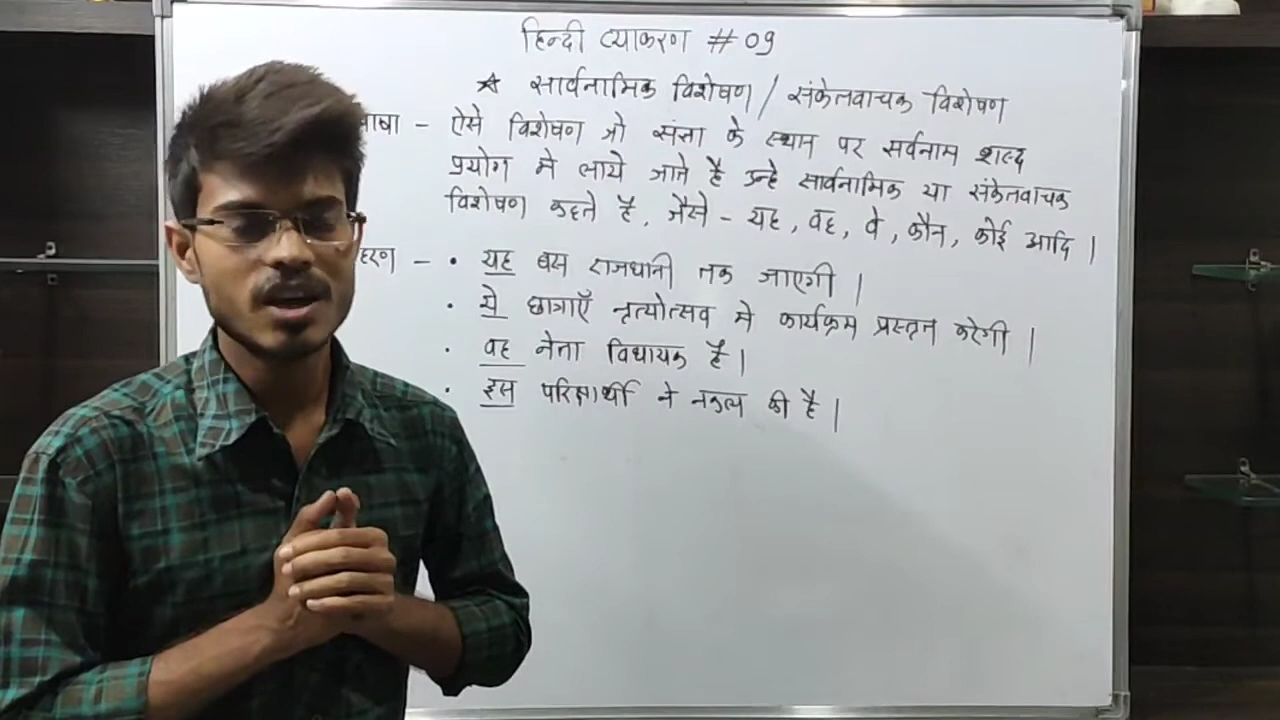 हिन्दी व्याकरण # 09
★ सार्वनामिक विशेषण / संकेतवाचक विशेषण
भाषा - ऐसे विशेषण जो संज्ञा के स्थान पर सर्वनाम शब्द
प्रयोग मे लाये जाते है उन्हे सार्वनामिक या संकेतवाचक
विशेषण कहते है, जैसे - यह, वह, वे, कौन, कोई आदि |
हरण - • यह बस राजधानी तक जाएगी |
• ये छात्राएँ नृत्योत्सव मे कार्यक्रम प्रस्तुत करेगी |
• वह नेता विधायक है |
• इस परिक्षार्थी ने नकल की है |